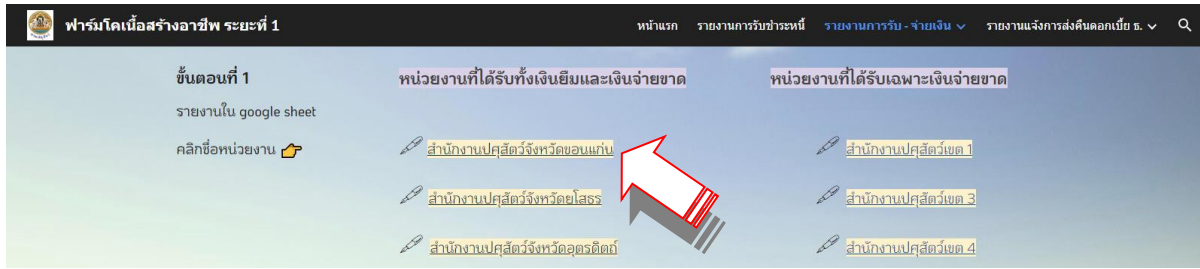 ฟาร์มโคเนื้อสร้างอาชีพ ระยะที่ 1
หน้าแรก รายงานการรับชำระหนี้ รายงานการรับ - จ่ายเงิน รายงานแจ้งการส่งคืนดอกเบี้ย ธ.
ขั้นตอนที่ 1
รายงานใน google sheet
คลิกชื่อหน่วยงาน
หน่วยงานที่ได้รับทั้งเงินยืมและเงินจ่ายขาด
สำนักงานปศุสัตว์จังหวัดขอนแก่น
สำนักงานปศุสัตว์จังหวัดยโสธร
สำนักงานปศุสัตว์จังหวัดอุตรดิตถ์
หน่วยงานที่ได้รับเฉพาะเงินจ่ายขาด
สำนักงานปศุสัตว์เขต 1
สำนักงานปศุสัตว์เขต 3
สำนักงานปศุสัตว์เขต 4